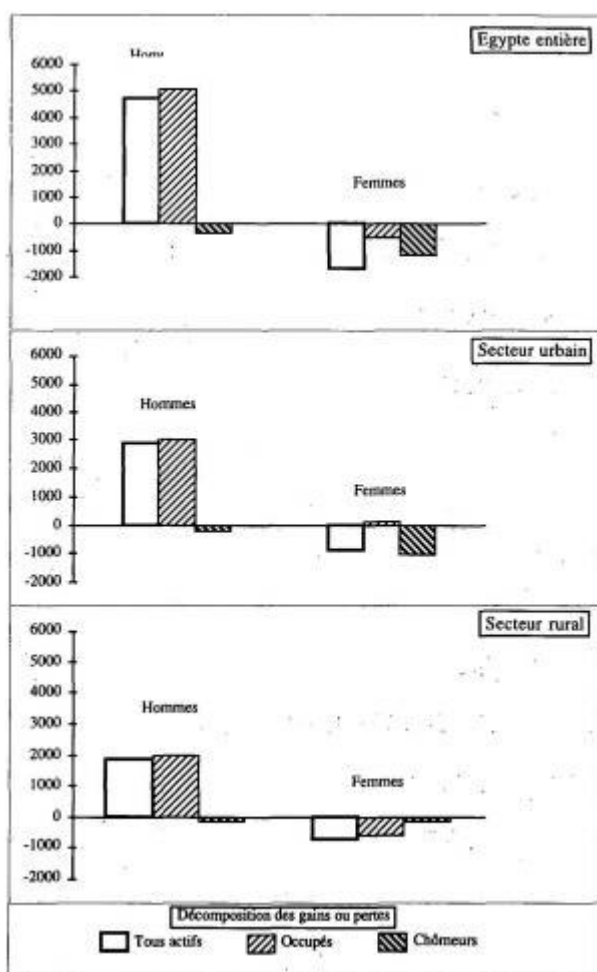 Egypte entière
6000
5000
4000
3000
2000
1000
0
-1000
-2000
Femmes
Secteur urbain
6000
5000
4000
3000
2000
1000
0
-1000
-2000
Hommes
Femmes
Secteur rural
6000
5000
4000
3000
2000
1000
0
-1000
-2000
Hommes
Femmes
Décomposition des gains ou pertes
Tous actifs Occupés Chômeurs